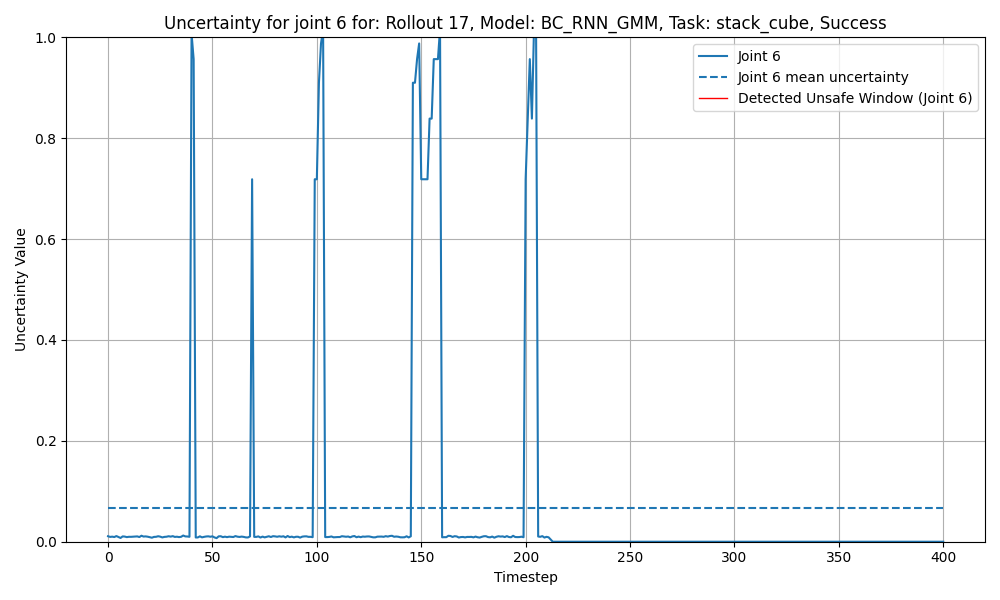 Uncertainty for joint 6 for: Rollout 17, Model: BC_RNN_GMM, Task: stack_cube, Success
Joint 6
Joint 6 mean uncertainty
Detected Unsafe Window (Joint 6)
Uncertainty Value
1.0
0.8
0.6
0.4
0.2
0.0
0 50 100 150 200 250 300 350 400
Timestep